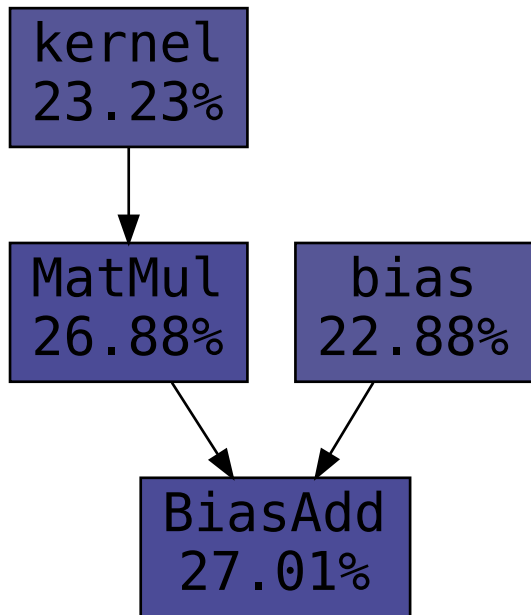 kernel
23.23%
MatMul
26.88%
bias
22.88%
BiasAdd
27.01%